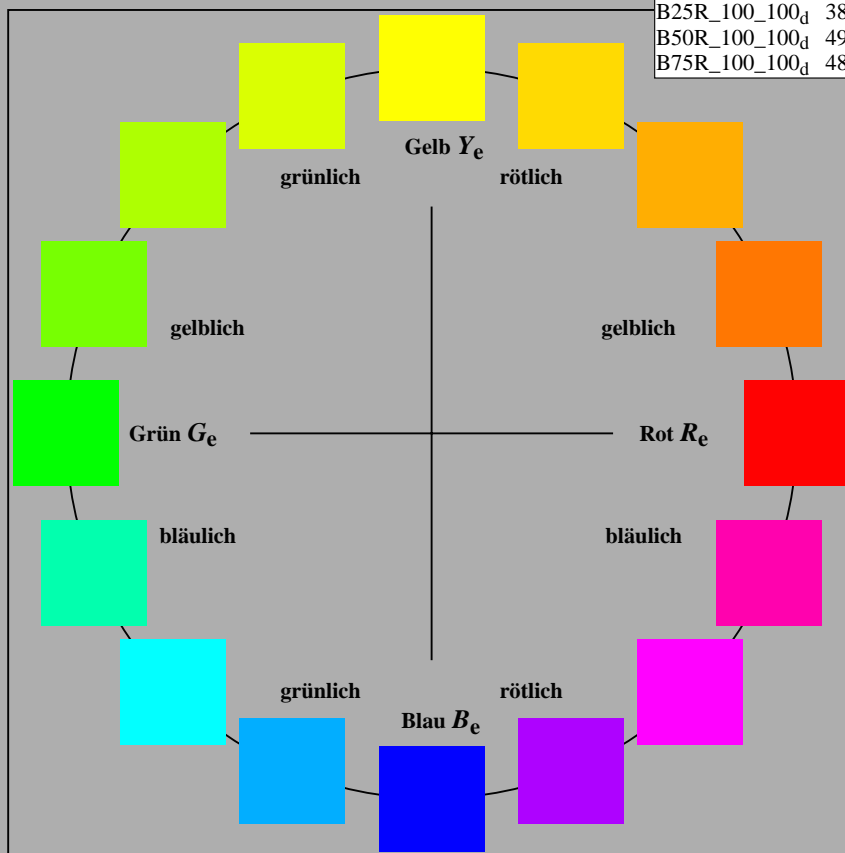 B25R_100_100d 38
B50R_100_100d 49
B75R_100_100d 48
Gelb Ye
grünlich rötlich
gelblich gelblich
Grün Ge Rot Re
bläulich bläulich
grünlich rötlich
Blau Be